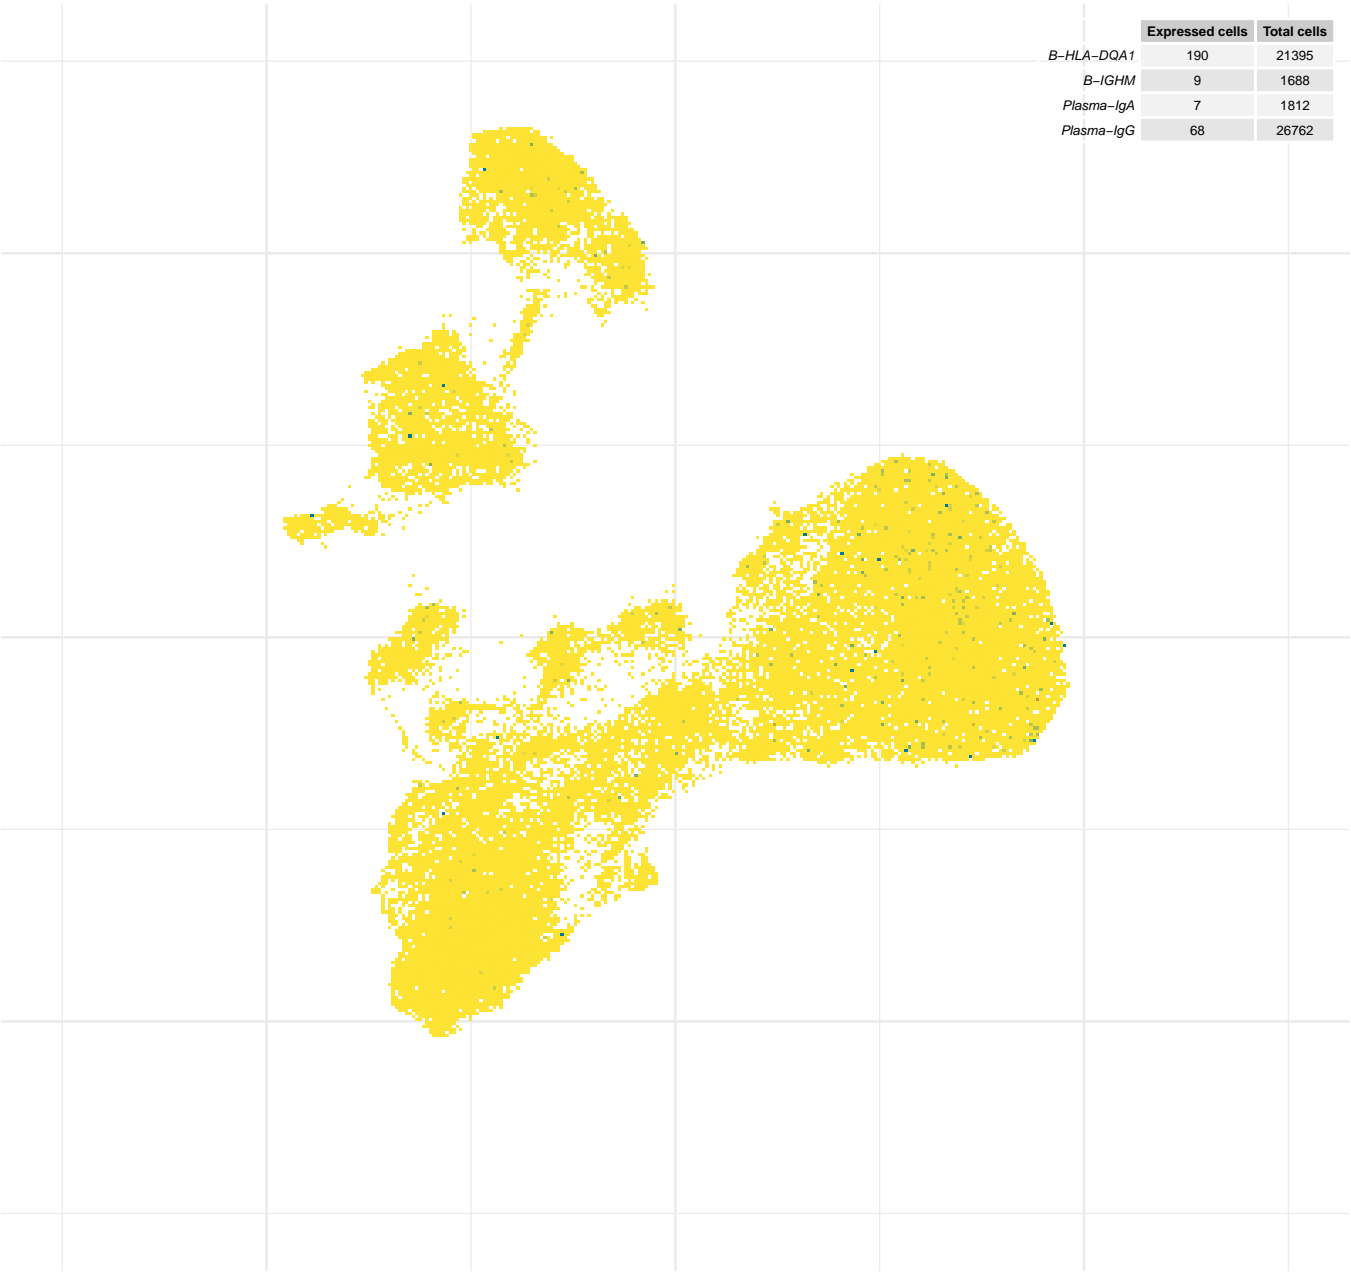 Expressed cells Total cells
B−HLA−DQA1 190 21395
B−IGHM 9 1688
Plasma−IgA 7 1812
Plasma−IgG 68 26762